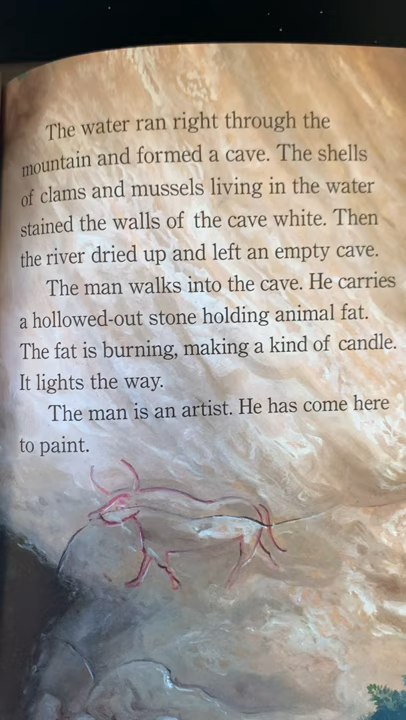 The water ran right through the
mountain and formed a cave. The shells
of clams and mussels living in the water
stained the walls of the cave white. Then
the river dried up and left an empty cave.
The man walks into the cave. He carries
a hollowed-out stone holding animal fat.
The fat is burning, making a kind of candle.
It lights the way.
The man is an artist. He has come here
to paint.